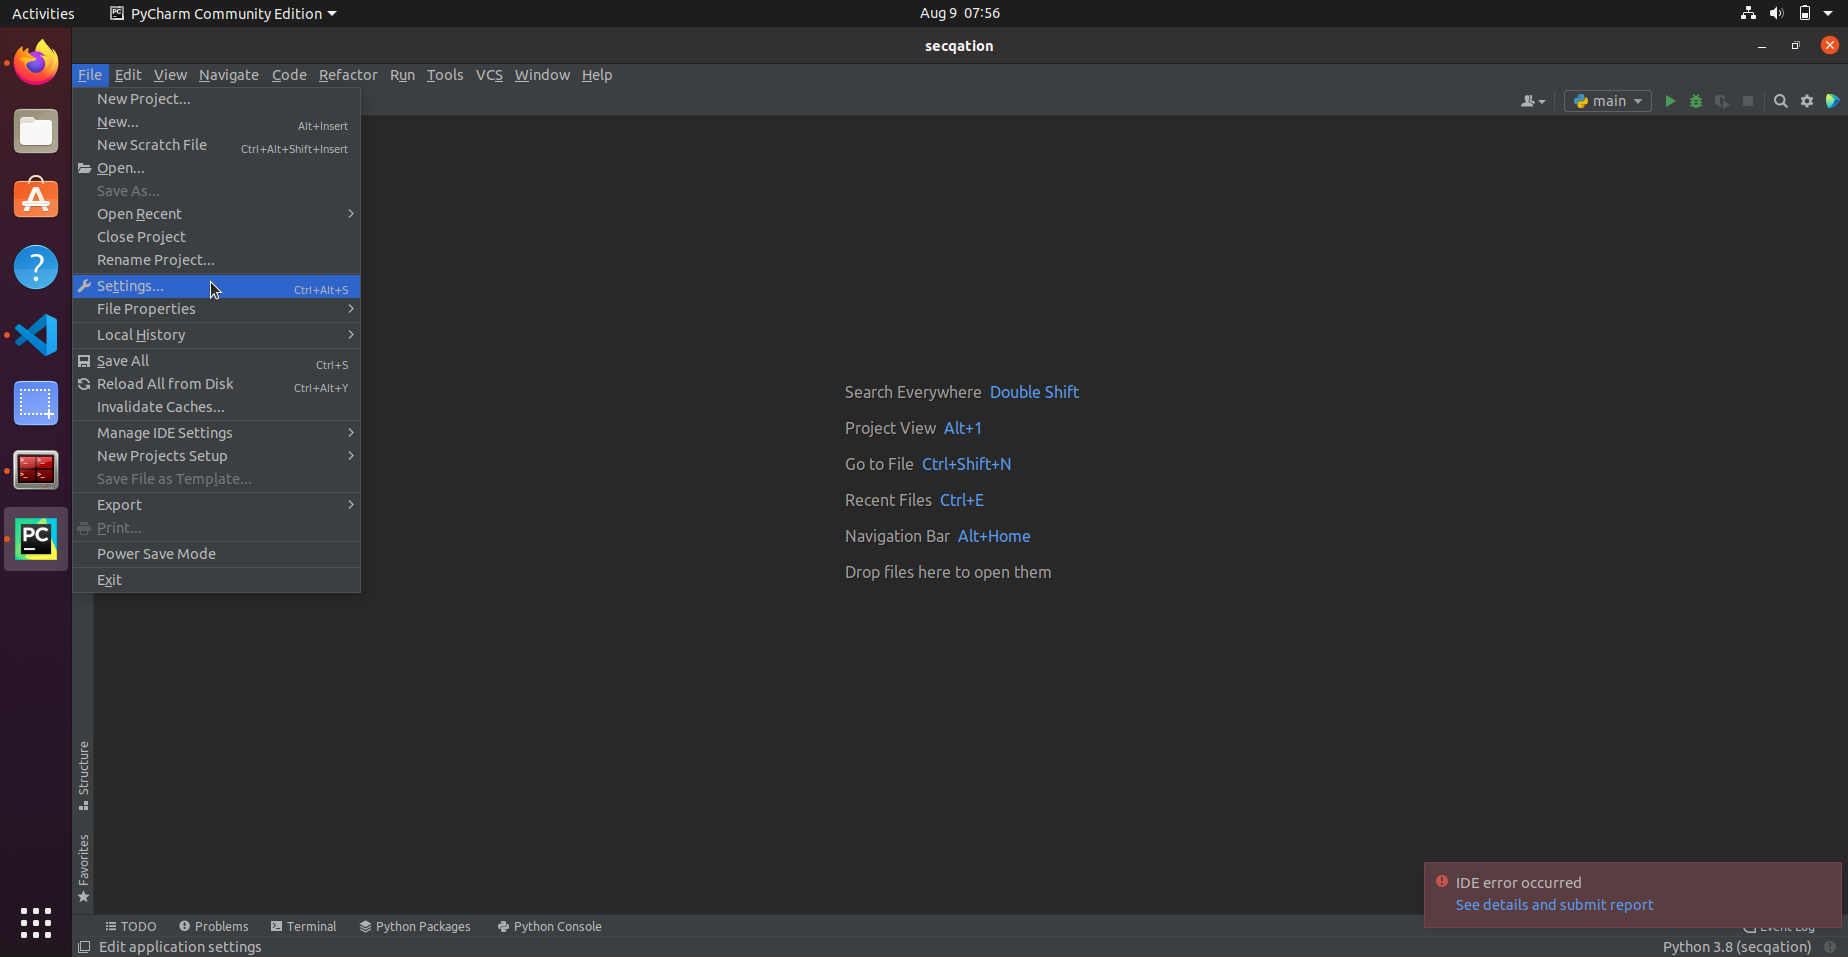 Activities PyCharm Community Edition Aug 9 07:56
secqation
File Edit View Navigate Code Refactor Run Tools VCS Window Help
main
New Project...
New... Alt+Insert
New Scratch File Ctrl+Alt+Shift+Insert
Open...
Save As...
Open Recent
Close Project
Rename Project...
Settings... Ctrl+Alt+S
File Properties
Local History
Save All Ctrl+S
Reload All from Disk Ctrl+Alt+Y
Invalidate Caches...
Manage IDE Settings
New Projects Setup
Save File as Template...
Export
Print...
Power Save Mode
Exit
Search Everywhere Double Shift
Project View Alt+1
Go to File Ctrl+Shift+N
Recent Files Ctrl+E
Navigation Bar Alt+Home
Drop files here to open them
PC
Structure
Favorites
IDE error occurred
See details and submit report
TODO Problems Terminal Python Packages Python Console Event Log
Edit application settings Python 3.8 (secqation)